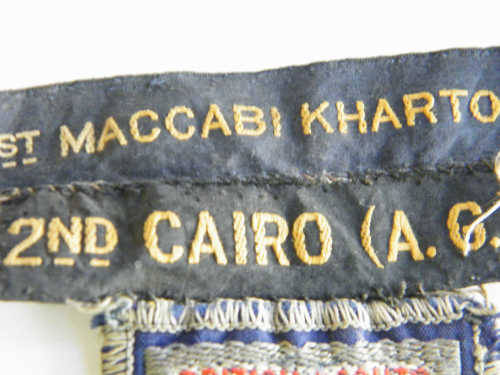 ST MACCABI KHARTO
2ND CAIRO (A. G.